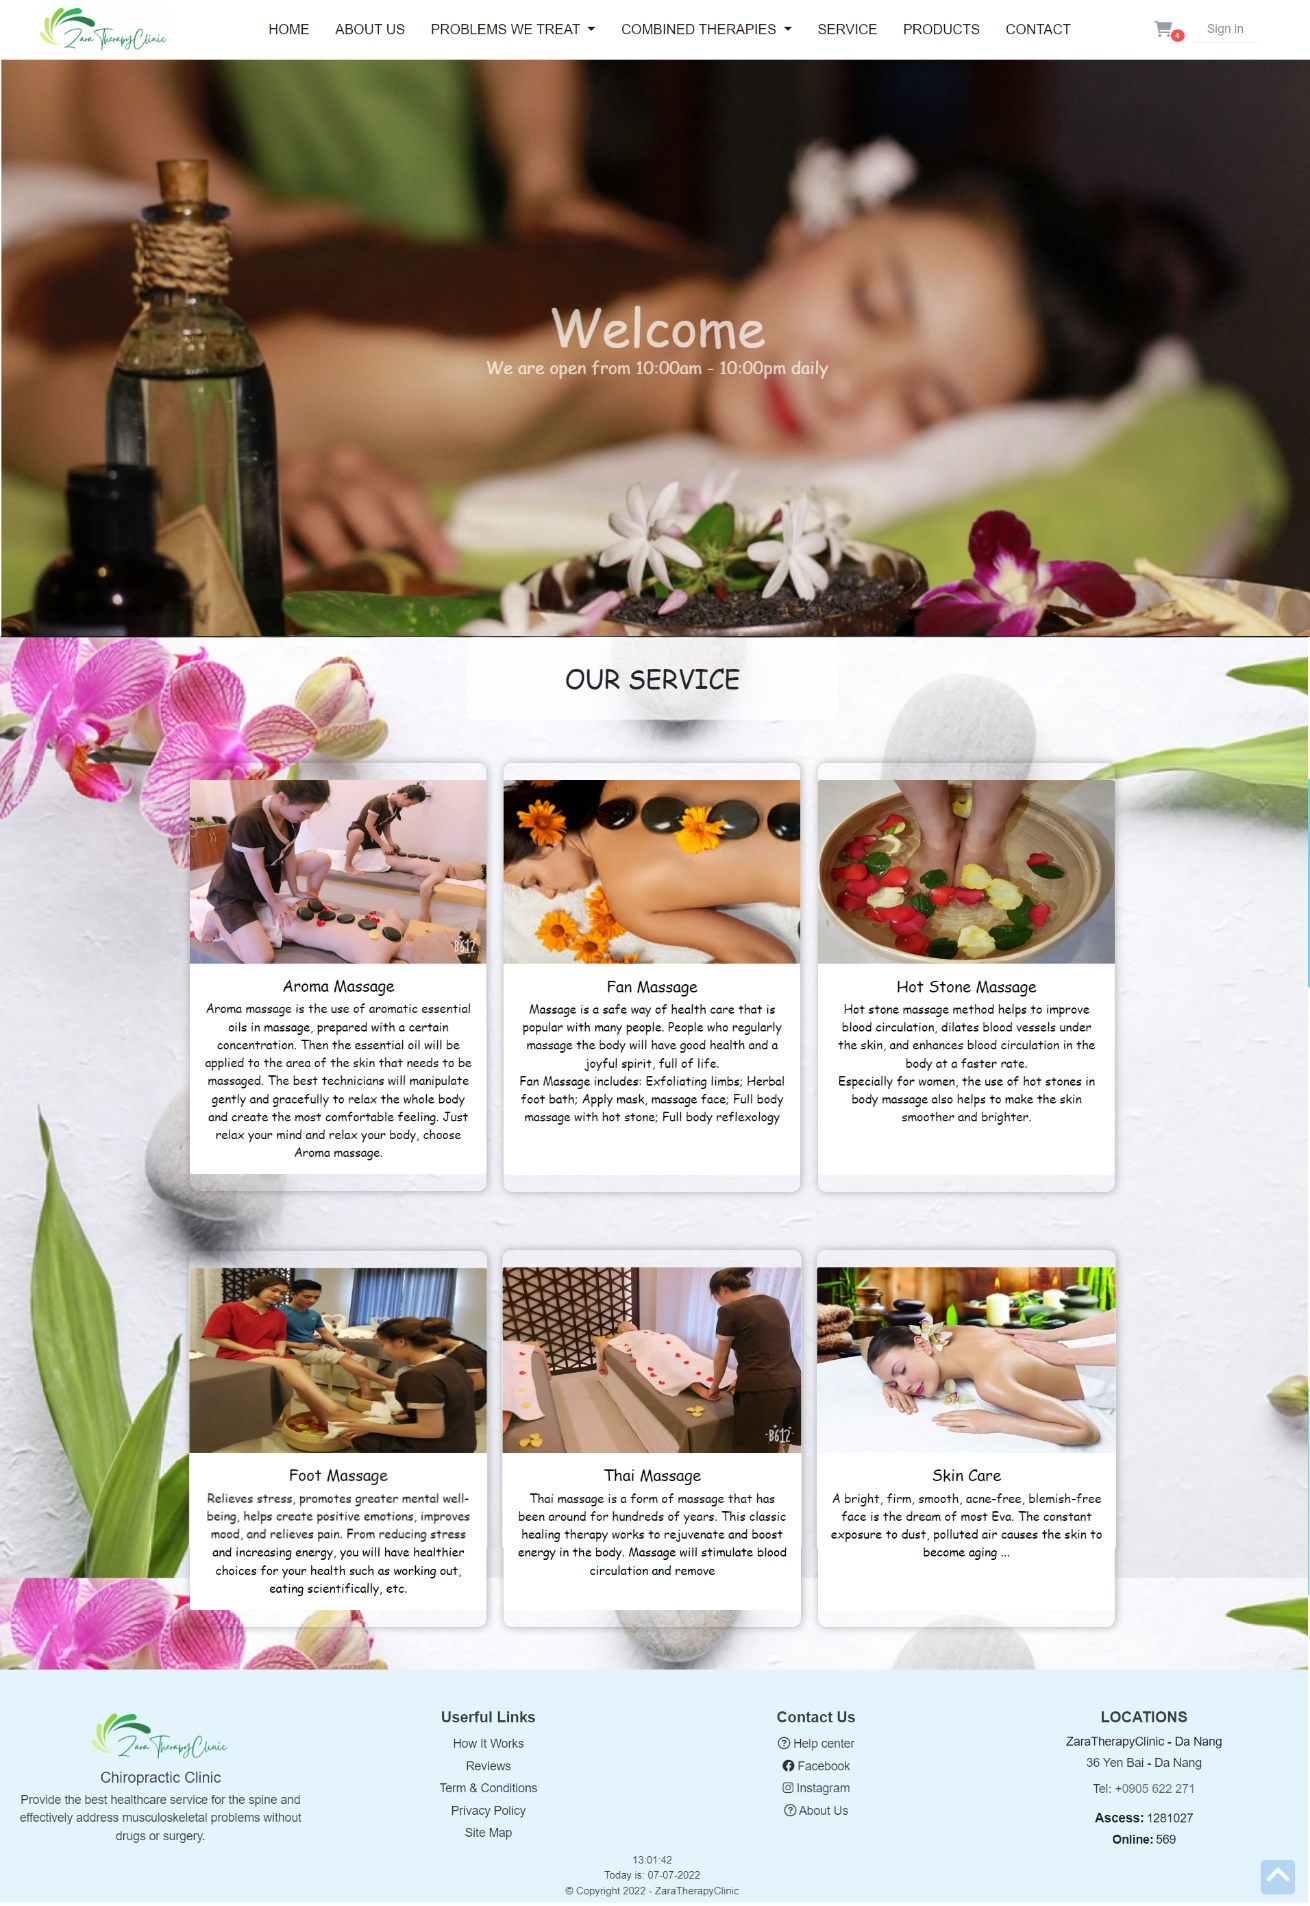 Zara TherapyClinic
HOME ABOUT US PROBLEMS WE TREAT COMBINED THERAPIES SERVICE PRODUCTS CONTACT
4
Sign in
Welcome
We are open from 10:00am - 10:00pm daily
OUR SERVICE
B612
Aroma Massage
Aroma massage is the use of aromatic essential
oils in massage, prepared with a certain
concentration. Then the essential oil will be
applied to the area of the skin that needs to be
massaged. The best technicians will manipulate
gently and gracefully to relax the whole body
and create the most comfortable feeling. Just
relax your mind and relax your body, choose
Aroma massage.
Fan Massage
Massage is a safe way of health care that is
popular with many people. People who regularly
massage the body will have good health and a
joyful spirit, full of life.
Fan Massage includes: Exfoliating limbs; Herbal
foot bath; Apply mask, massage face; Full body
massage with hot stone; Full body reflexology
Hot Stone Massage
Hot stone massage method helps to improve
blood circulation, dilates blood vessels under
the skin, and enhances blood circulation in the
body at a faster rate.
Especially for women, the use of hot stones in
body massage also helps to make the skin
smoother and brighter.
Foot Massage
Relieves stress, promotes greater mental well-
being, helps create positive emotions, improves
mood, and relieves pain. From reducing stress
and increasing energy, you will have healthier
choices for your health such as working out,
eating scientifically, etc.
B612
Thai Massage
Thai massage is a form of massage that has
been around for hundreds of years. This classic
healing therapy works to rejuvenate and boost
energy in the body. Massage will stimulate blood
circulation and remove
Skin Care
A bright, firm, smooth, acne-free, blemish-free
face is the dream of most Eva. The constant
exposure to dust, polluted air causes the skin to
become aging ...
Zara TherapyClinic
Chiropractic Clinic
Provide the best healthcare service for the spine and
effectively address musculoskeletal problems without
drugs or surgery.
Userful Links
How It Works
Reviews
Term & Conditions
Privacy Policy
Site Map
Contact Us
Help center
Facebook
Instagram
About Us
LOCATIONS
ZaraTherapyClinic - Da Nang
36 Yen Bai - Da Nang
Tel: +0905 622 271
Ascess: 1281027
Online: 569
13:01:42
Today is: 07-07-2022
© Copyright 2022 - ZaraTherapyClinic